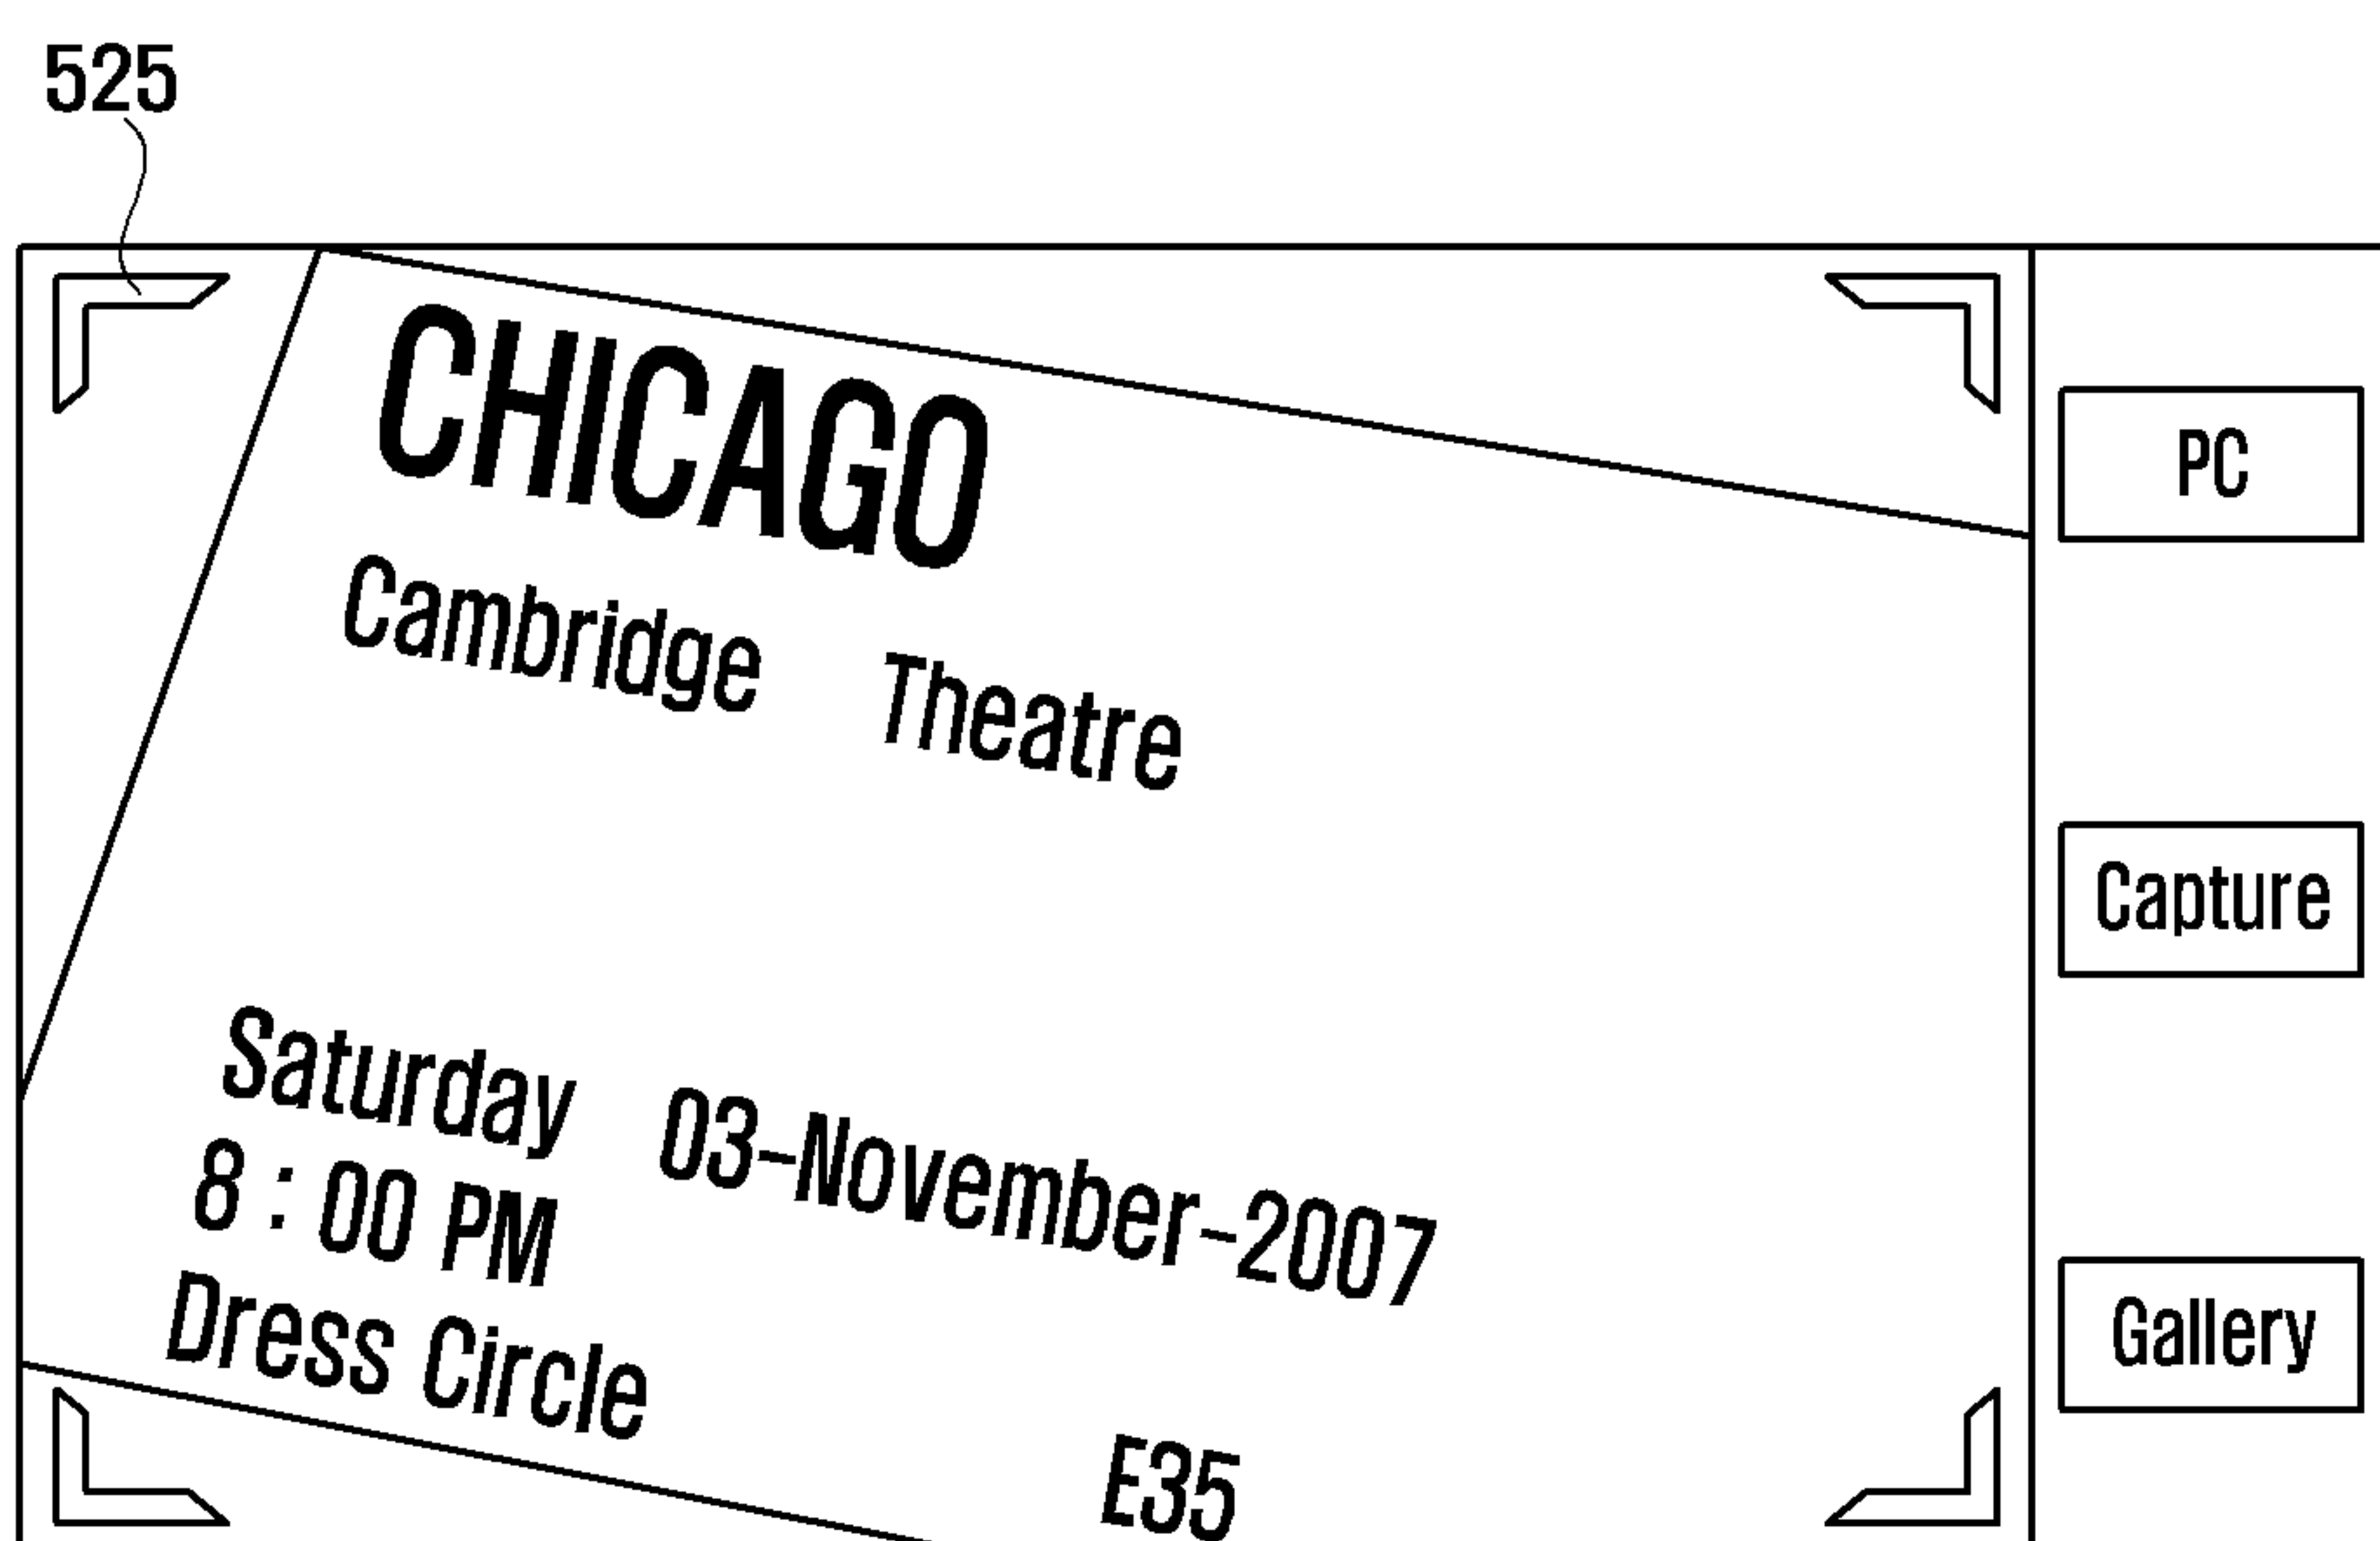 525
CHICAGO
Cambridge Theatre
Saturday 03-November-2007
8 : 00 PM
Dress Circle E35
PC
Capture
Gallery